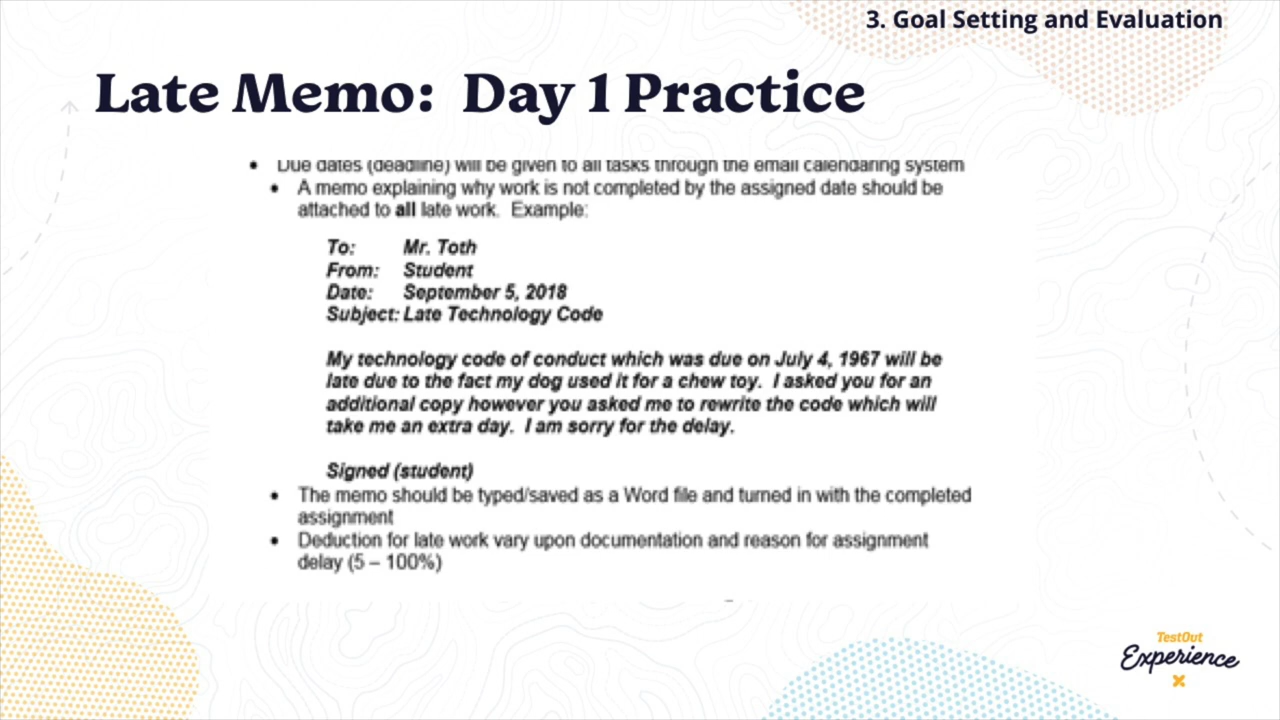 3. Goal Setting and Evaluation
Late Memo: Day 1 Practice
• Due dates (deadline) will be given to all tasks through the email calendaring system
• A memo explaining why work is not completed by the assigned date should be
attached to all late work. Example:
To: Mr. Toth
From: Student
Date: September 5, 2018
Subject: Late Technology Code
My technology code of conduct which was due on July 4, 1967 will be
late due to the fact my dog used it for a chew toy. I asked you for an
additional copy however you asked me to rewrite the code which will
take me an extra day. I am sorry for the delay.
Signed (student)
• The memo should be typed/saved as a Word file and turned in with the completed
assignment
• Deduction for late work vary upon documentation and reason for assignment
delay (5 – 100%)
TestOut
Experience